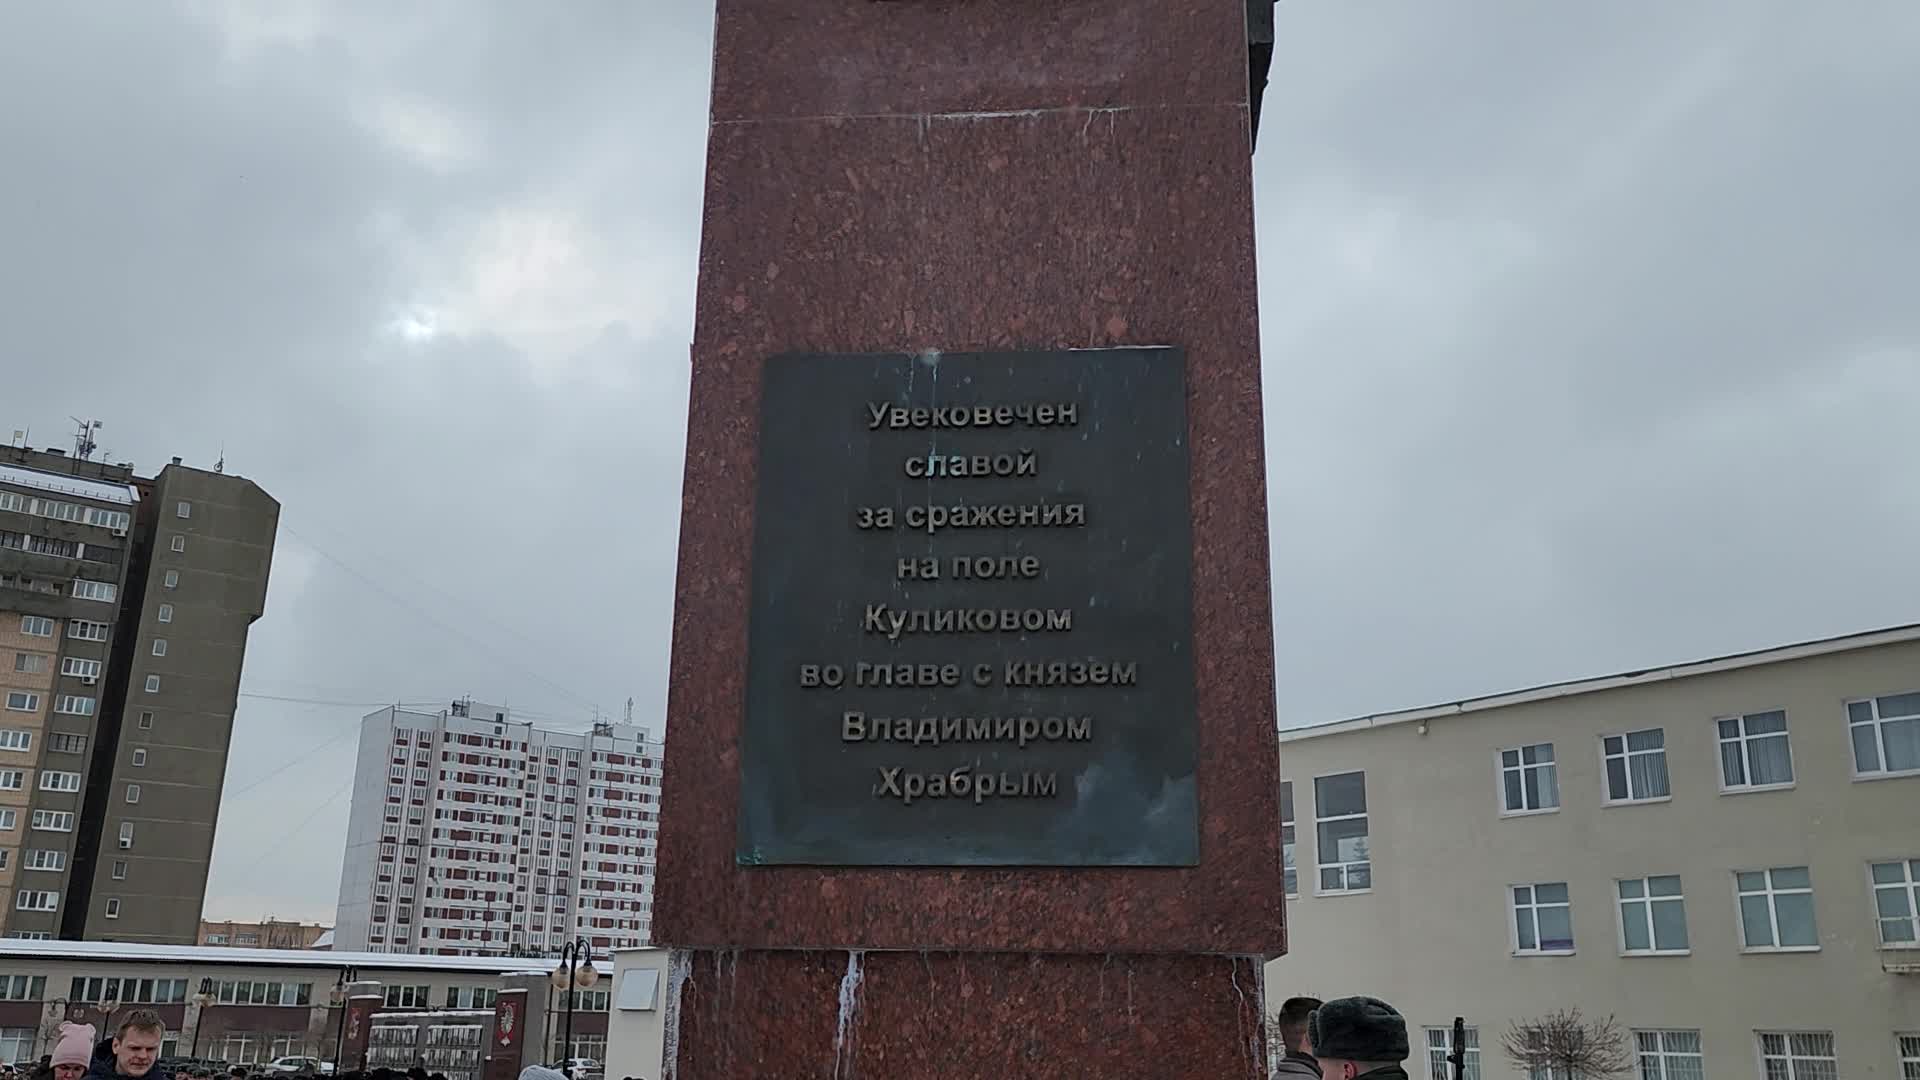 Увековечен
славой
за сражения
на поле
Куликовом
во главе с князем
Владимиром
Храбрым